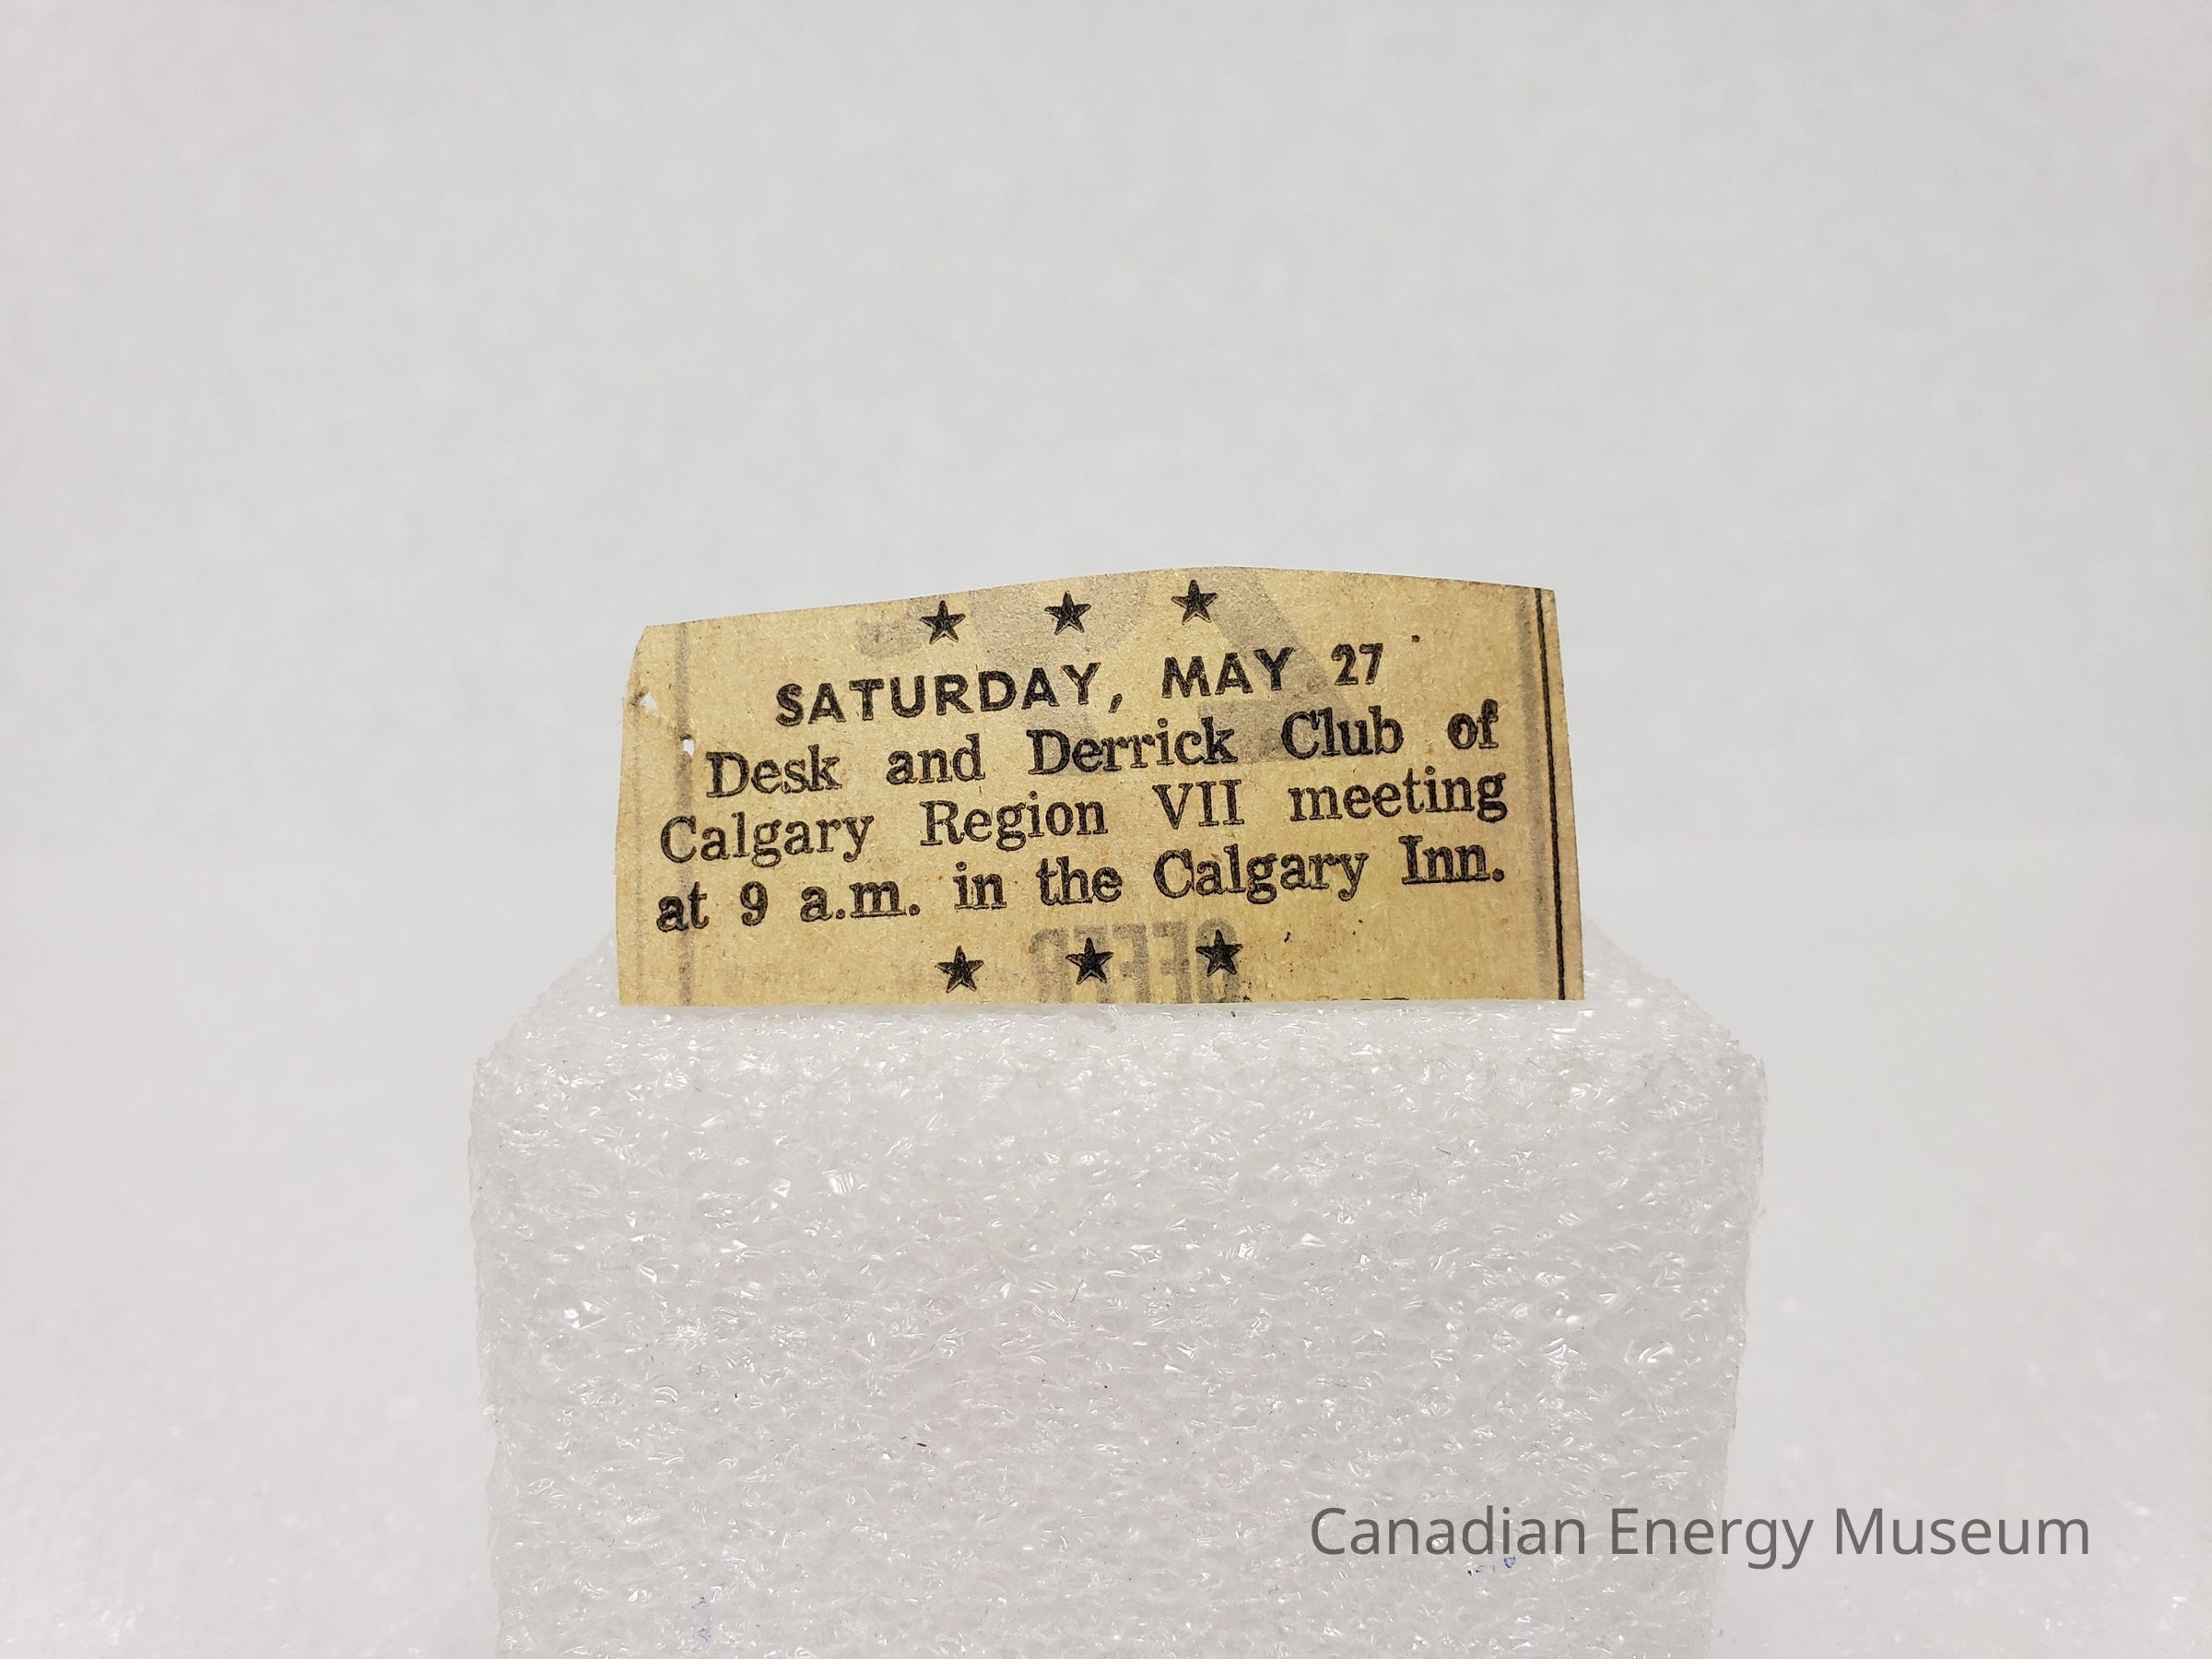 ★ ★ ★
SATURDAY, MAY 27
Desk and Derrick Club of
Calgary Region VII meeting
at 9 a.m. in the Calgary Inn.
★ ★ ★
Canadian Energy Museum